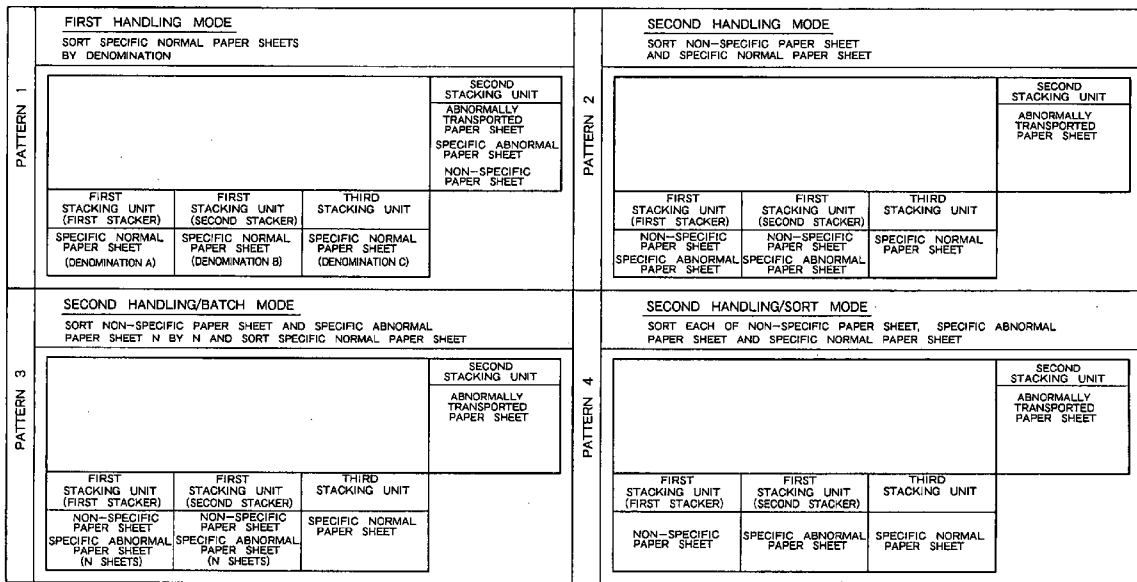 PATTERN 1
FIRST HANDLING MODE
SORT SPECIFIC NORMAL PAPER SHEETS
BY DENOMINATION
SECOND
STACKING UNIT
ABNORMALLY
TRANSPORTED
PAPER SHEET
SPECIFIC ABNORMAL
PAPER SHEET
NON-SPECIFIC
PAPER SHEET
FIRST
STACKING UNIT
(FIRST STACKER)
FIRST
STACKING UNIT
(SECOND STACKER)
THIRD
STACKING UNIT
SPECIFIC NORMAL
PAPER SHEET
(DENOMINATION A)
SPECIFIC NORMAL
PAPER SHEET
(DENOMINATION B)
SPECIFIC NORMAL
PAPER SHEET
(DENOMINATION C)
PATTERN 2
SECOND HANDLING MODE
SORT NON-SPECIFIC PAPER SHEET
AND SPECIFIC NORMAL PAPER SHEET
SECOND
STACKING UNIT
ABNORMALLY
TRANSPORTED
PAPER SHEET
FIRST
STACKING UNIT
(FIRST STACKER)
FIRST
STACKING UNIT
(SECOND STACKER)
THIRD
STACKING UNIT
NON-SPECIFIC
PAPER SHEET
SPECIFIC ABNORMAL
PAPER SHEET
NON-SPECIFIC
PAPER SHEET
SPECIFIC ABNORMAL
PAPER SHEET
SPECIFIC NORMAL
PAPER SHEET
PATTERN 3
SECOND HANDLING/BATCH MODE
SORT NON-SPECIFIC PAPER SHEET AND SPECIFIC ABNORMAL
PAPER SHEET N BY N AND SORT SPECIFIC NORMAL PAPER SHEET
SECOND
STACKING UNIT
ABNORMALLY
TRANSPORTED
PAPER SHEET
FIRST
STACKING UNIT
(FIRST STACKER)
FIRST
STACKING UNIT
(SECOND STACKER)
THIRD
STACKING UNIT
NON-SPECIFIC
PAPER SHEET
SPECIFIC ABNORMAL
PAPER SHEET
(N SHEETS)
NON-SPECIFIC
PAPER SHEET
SPECIFIC ABNORMAL
PAPER SHEET
(N SHEETS)
SPECIFIC NORMAL
PAPER SHEET
PATTERN 4
SECOND HANDLING/SORT MODE
SORT EACH OF NON-SPECIFIC PAPER SHEET, SPECIFIC ABNORMAL
PAPER SHEET AND SPECIFIC NORMAL PAPER SHEET
SECOND
STACKING UNIT
ABNORMALLY
TRANSPORTED
PAPER SHEET
FIRST
STACKING UNIT
(FIRST STACKER)
FIRST
STACKING UNIT
(SECOND STACKER)
THIRD
STACKING UNIT
NON-SPECIFIC
PAPER SHEET
SPECIFIC ABNORMAL
PAPER SHEET
SPECIFIC NORMAL
PAPER SHEET